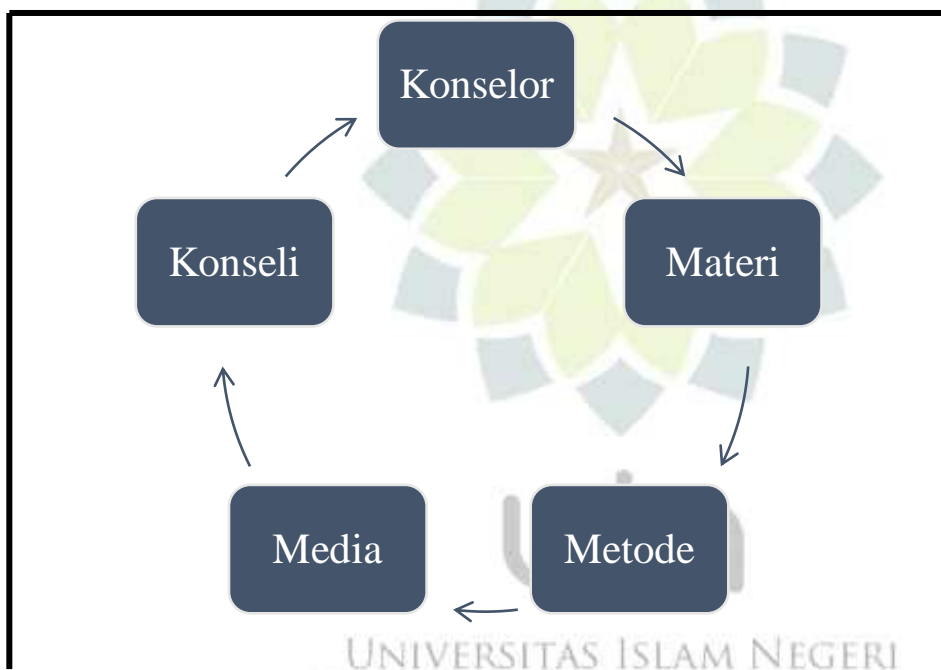 Konselor
Konseli
Materi
Media
Metode
UNIVERSITAS ISLAM NEGERI